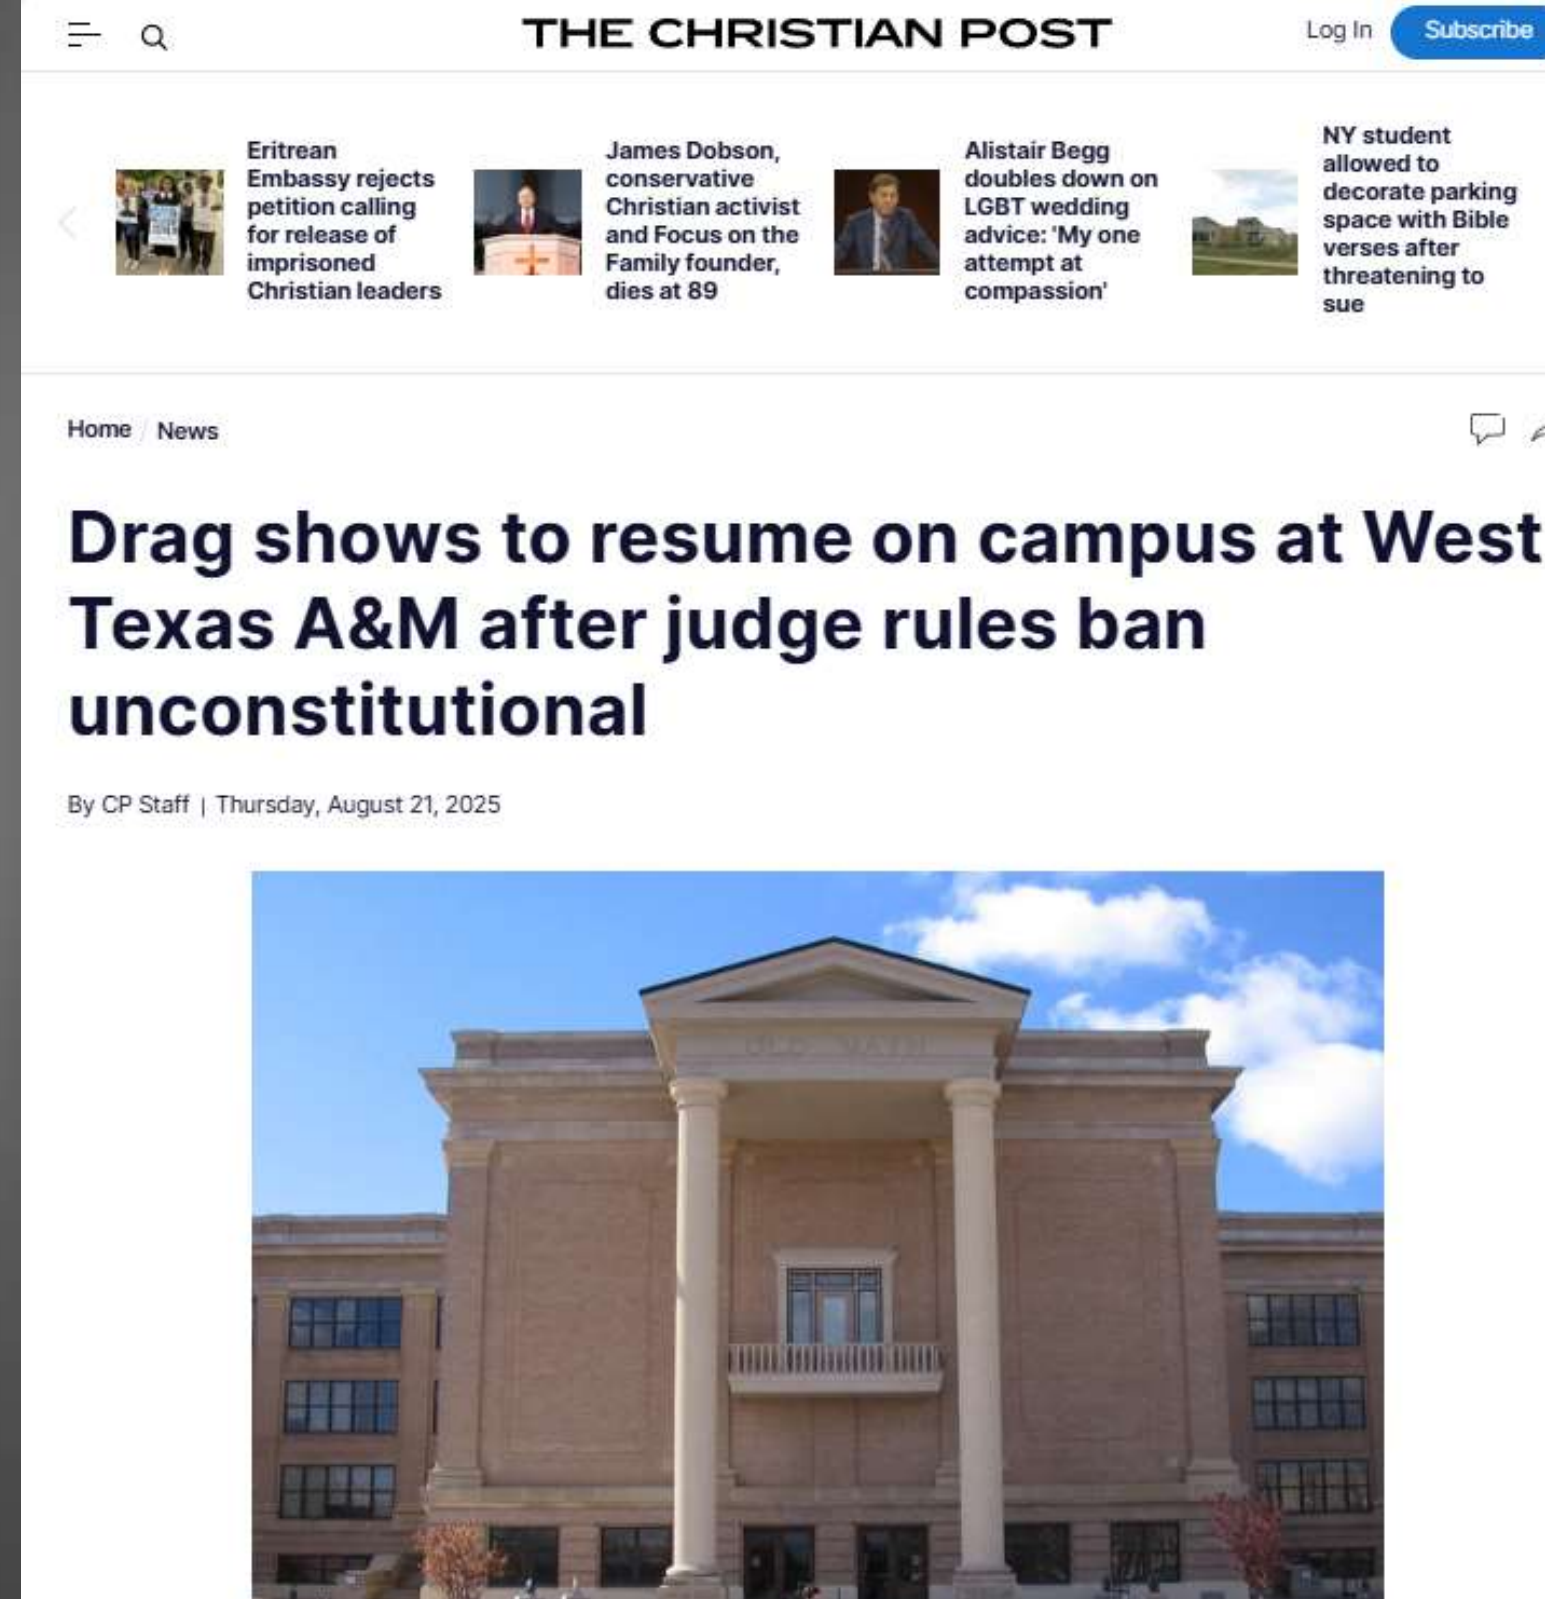 THE CHRISTIAN POST
Log In
Subscribe
Eritrean
Embassy rejects
petition calling
for release of
imprisoned
Christian leaders
James Dobson,
conservative
Christian activist
and Focus on the
Family founder,
dies at 89
Alistair Begg
doubles down on
LGBT wedding
advice: 'My one
attempt at
compassion'
NY student
allowed to
decorate parking
space with Bible
verses after
threatening to
sue
Home / News
Drag shows to resume on campus at West
Texas A&M after judge rules ban
unconstitutional
By CP Staff | Thursday, August 21, 2025
OLD MAIN